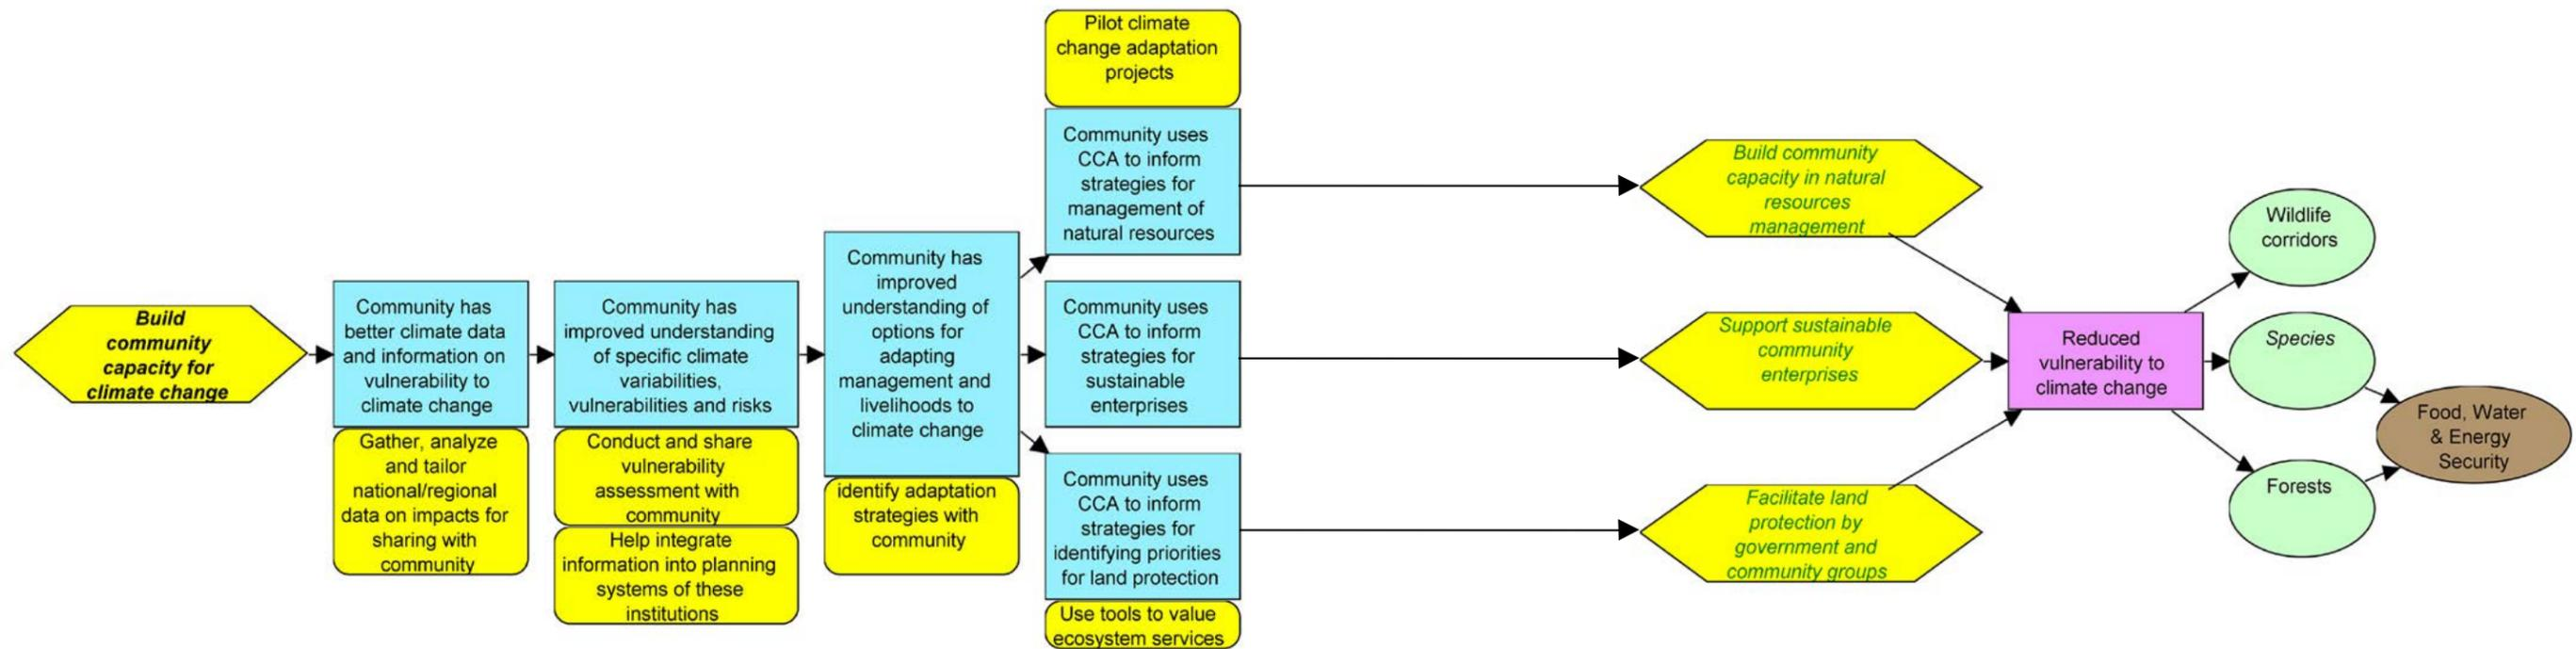 Build
community
capacity for
climate change
Community has
better climate data
and information on
vulnerability to
climate change
Gather, analyze
and tailor
national/regional
data on impacts for
sharing with
community
Community has
improved understanding
of specific climate
variabilities,
vulnerabilities and risks
Conduct and share
vulnerability
assessment with
community
Help integrate
information into planning
systems of these
institutions
Community has
improved
understanding of
options for
adapting
management and
livelihoods to
climate change
identify adaptation
strategies with
community
Pilot climate
change adaptation
projects
Community uses
CCA to inform
strategies for
management of
natural resources
Community uses
CCA to inform
strategies for
sustainable
enterprises
Community uses
CCA to inform
strategies for
identifying priorities
for land protection
Use tools to value
ecosystem services
Build community
capacity in natural
resources
management
Support sustainable
community
enterprises
Facilitate land
protection by
government and
community groups
Reduced
vulnerability to
climate change
Wildlife
corridors
Species
Forests
Food, Water
& Energy
Security